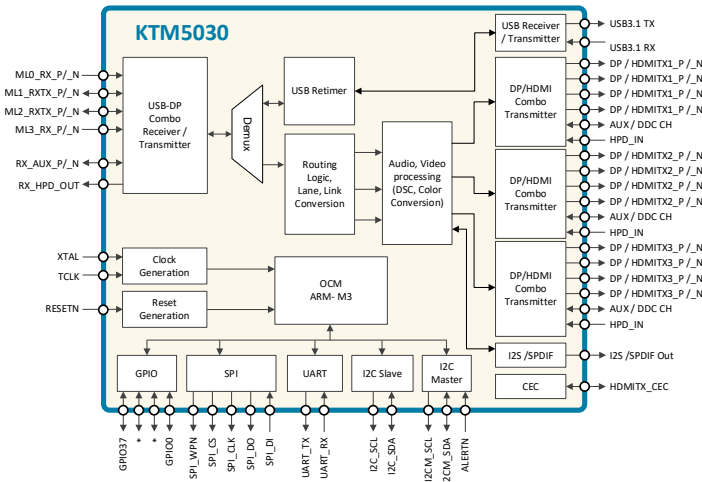 KTM5030
USB Receiver
/ Transmitter
USB3.1 TX
USB3.1 RX
ML0_RX_P/_N
ML1_RXTX_P/_N
ML2_RXTX_P/_N
ML3_RX_P/_N
RX_AUX_P/_N
RX_HPD_OUT
USB-DP
Combo
Receiver /
Transmitter
Demux
USB Retimer
Routing
Logic,
Lane, Link
Conversion
Audio, Video
processing
(DSC, Color
Conversion)
DP/HDMI
Combo
Transmitter
DP / HDMITX1_P /_N
DP / HDMITX1_P /_N
DP / HDMITX1_P /_N
DP / HDMITX1_P /_N
AUX / DDC CH
HPD_IN
DP/HDMI
Combo
Transmitter
DP / HDMITX2_P /_N
DP / HDMITX2_P /_N
DP / HDMITX2_P /_N
DP / HDMITX2_P /_N
AUX / DDC CH
HPD_IN
DP/HDMI
Combo
Transmitter
DP / HDMITX3_P /_N
DP / HDMITX3_P /_N
DP / HDMITX3_P /_N
DP / HDMITX3_P /_N
AUX / DDC CH
HPD_IN
XTAL
TCLK
RESETN
Clock
Generation
Reset
Generation
OCM
ARM- M3
I2S /SPDIF
I2S /SPDIF Out
CEC
HDMITX_CEC
GPIO
SPI
UART
I2C Slave
I2C
Master
GPIO37
*
*
GPIO0
SPI_WPN
SPI_CS
SPI_CLK
SPI_DO
SPI_DI
UART_TX
UART_RX
I2C_SCL
I2C_SDA
I2CM_SCL
2CM_SDA
ALERTN